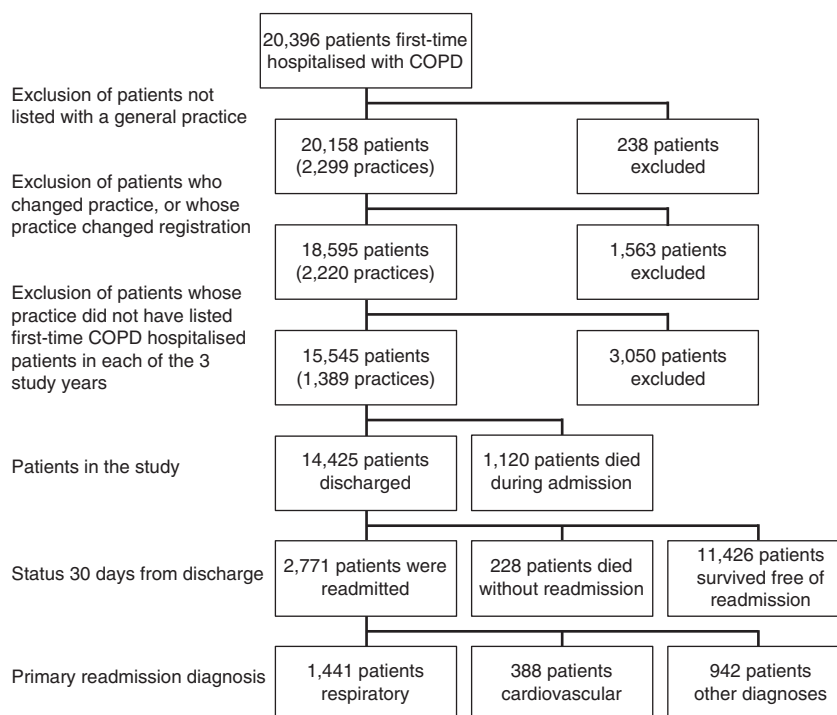 20,396 patients first-time
hospitalised with COPD
Exclusion of patients not
listed with a general practice
20,158 patients
(2,299 practices)
238 patients
excluded
Exclusion of patients who
changed practice, or whose
practice changed registration
18,595 patients
(2,220 practices)
1,563 patients
excluded
Exclusion of patients whose
practice did not have listed
first-time COPD hospitalised
patients in each of the 3
study years
15,545 patients
(1,389 practices)
3,050 patients
excluded
Patients in the study
14,425 patients
discharged
1,120 patients died
during admission
Status 30 days from discharge
2,771 patients were
readmitted
228 patients died
without readmission
11,426 patients
survived free of
readmission
Primary readmission diagnosis
1,441 patients
respiratory
388 patients
cardiovascular
942 patients
other diagnoses